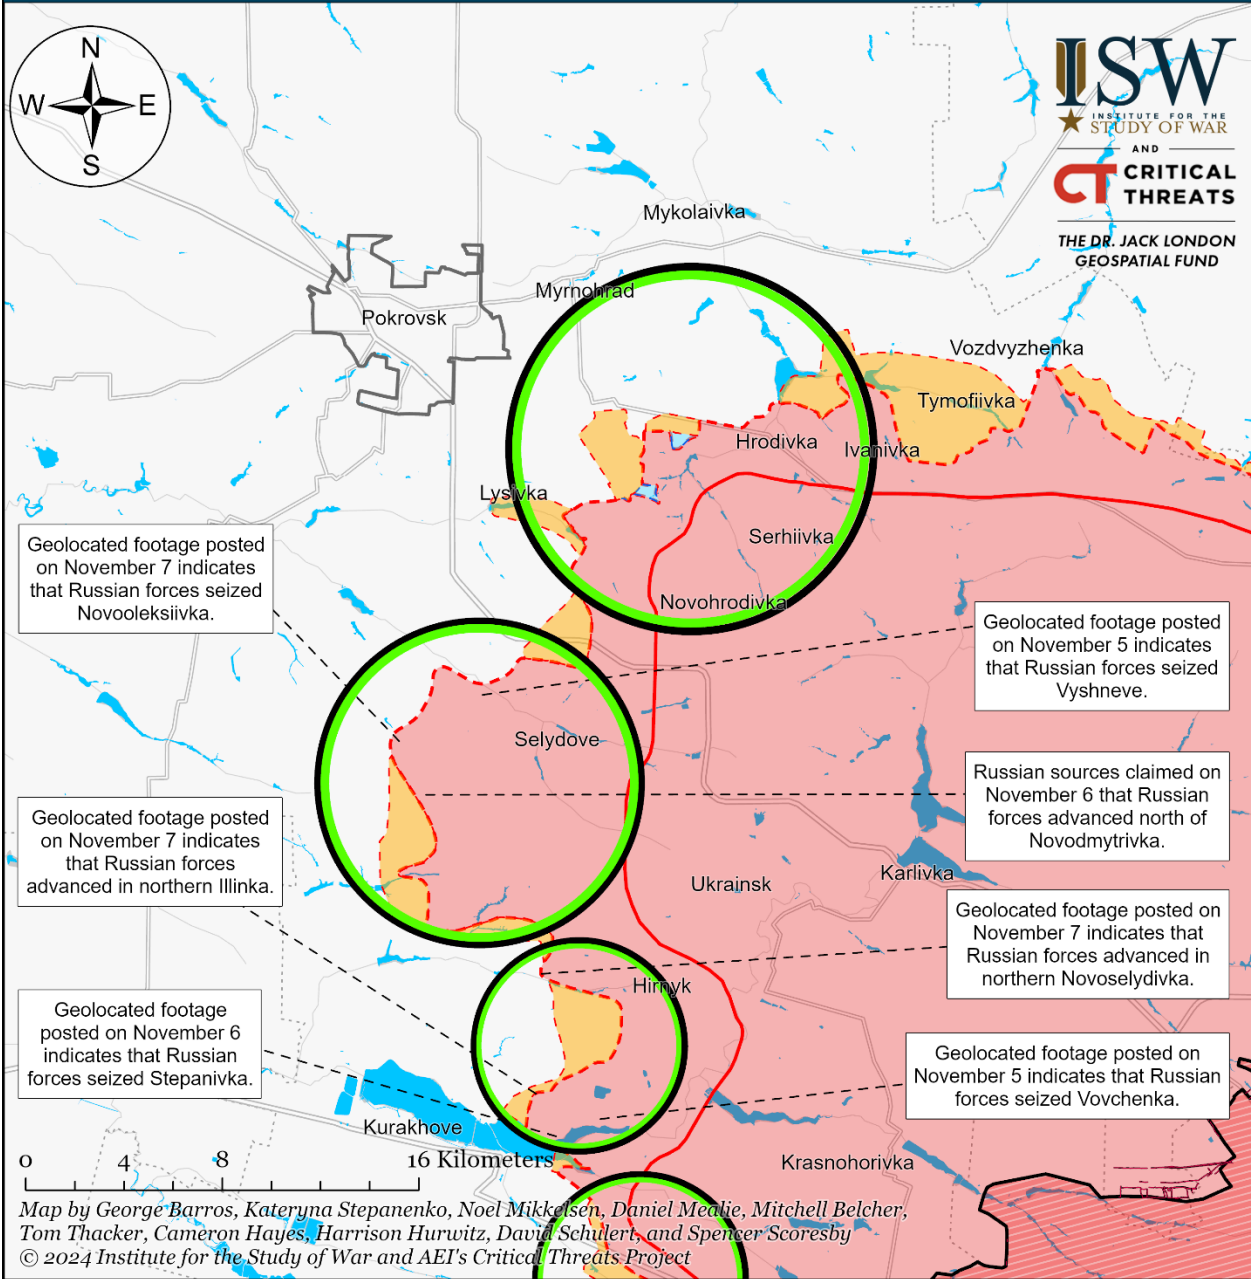 N
W
E
S
ISW
INSTITUTE FOR THE
STUDY OF WAR
AND
CT CRITICAL
THREATS
THE DR. JACK LONDON
GEOSPATIAL FUND
Mykolaivka
Myrnohrad
Pokrovsk
Vozdvyzhenka
Tymofiivka
Hrodivka
Ivanivka
Lysivka
Serhiivka
Novohrodivka
Geolocated footage posted
on November 7 indicates
that Russian forces seized
Novooleksiivka.
Geolocated footage posted
on November 5 indicates
that Russian forces seized
Vyshneve.
Selydove
Russian sources claimed on
November 6 that Russian
forces advanced north of
Novodmytrivka.
Geolocated footage posted
on November 7 indicates
that Russian forces
advanced in northern Illinka.
Ukrainsk
Karlivka
Geolocated footage posted on
November 7 indicates that
Russian forces advanced in
northern Novoselydivka.
Hirnyk
Geolocated footage
posted on November 6
indicates that Russian
forces seized Stepanivka.
Geolocated footage posted on
November 5 indicates that Russian
forces seized Vovchenka.
Kurakhove
Krasnohorivka
0 4 8 16 Kilometers
Map by George Barros, Kateryna Stepanenko, Noel Mikkelsen, Daniel Mealie, Mitchell Belcher,
Tom Thacker, Cameron Hayes, Harrison Hurwitz, David Schulert, and Spencer Scoresby
© 2024 Institute for the Study of War and AEI's Critical Threats Project